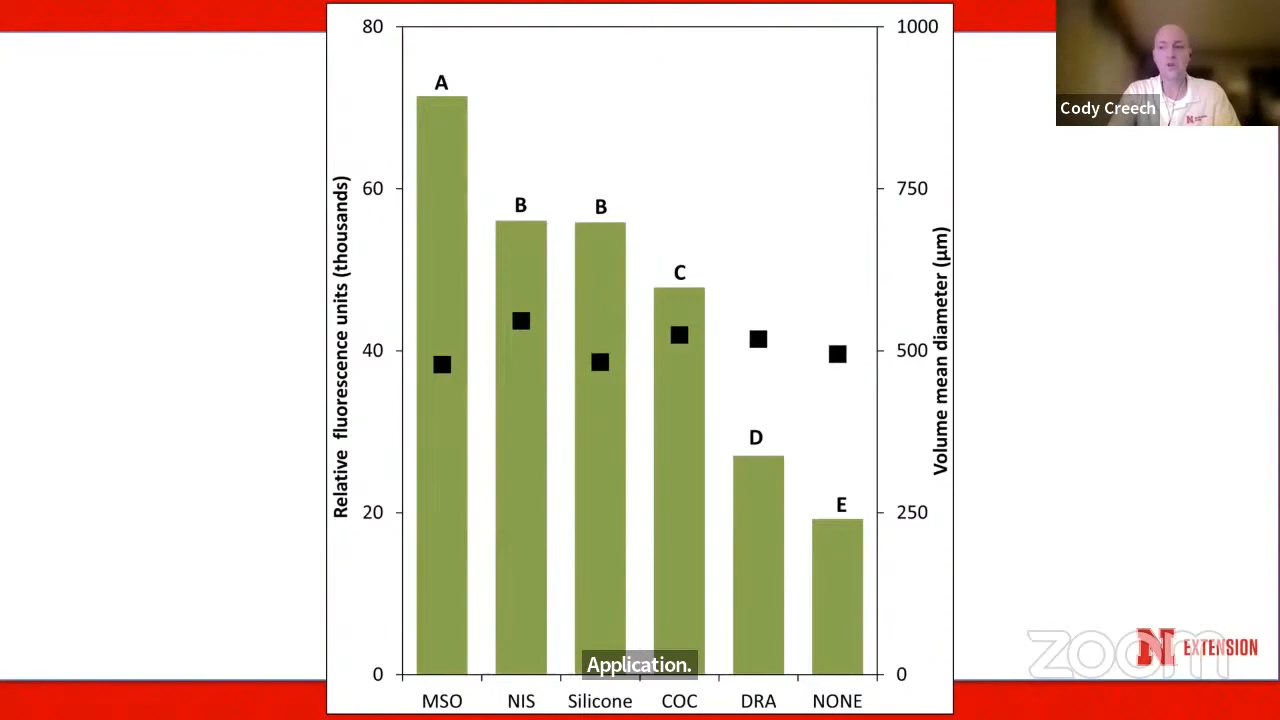 80
60
40
20
0
Relative fluorescence units (thousands)
A
B
B
C
D
E
1000
750
500
250
0
Volume mean diameter (µm)
MSO
NIS
Silicone
COC
DRA
NONE
Application.
Cody Creech
N
zoom
N EXTENSION